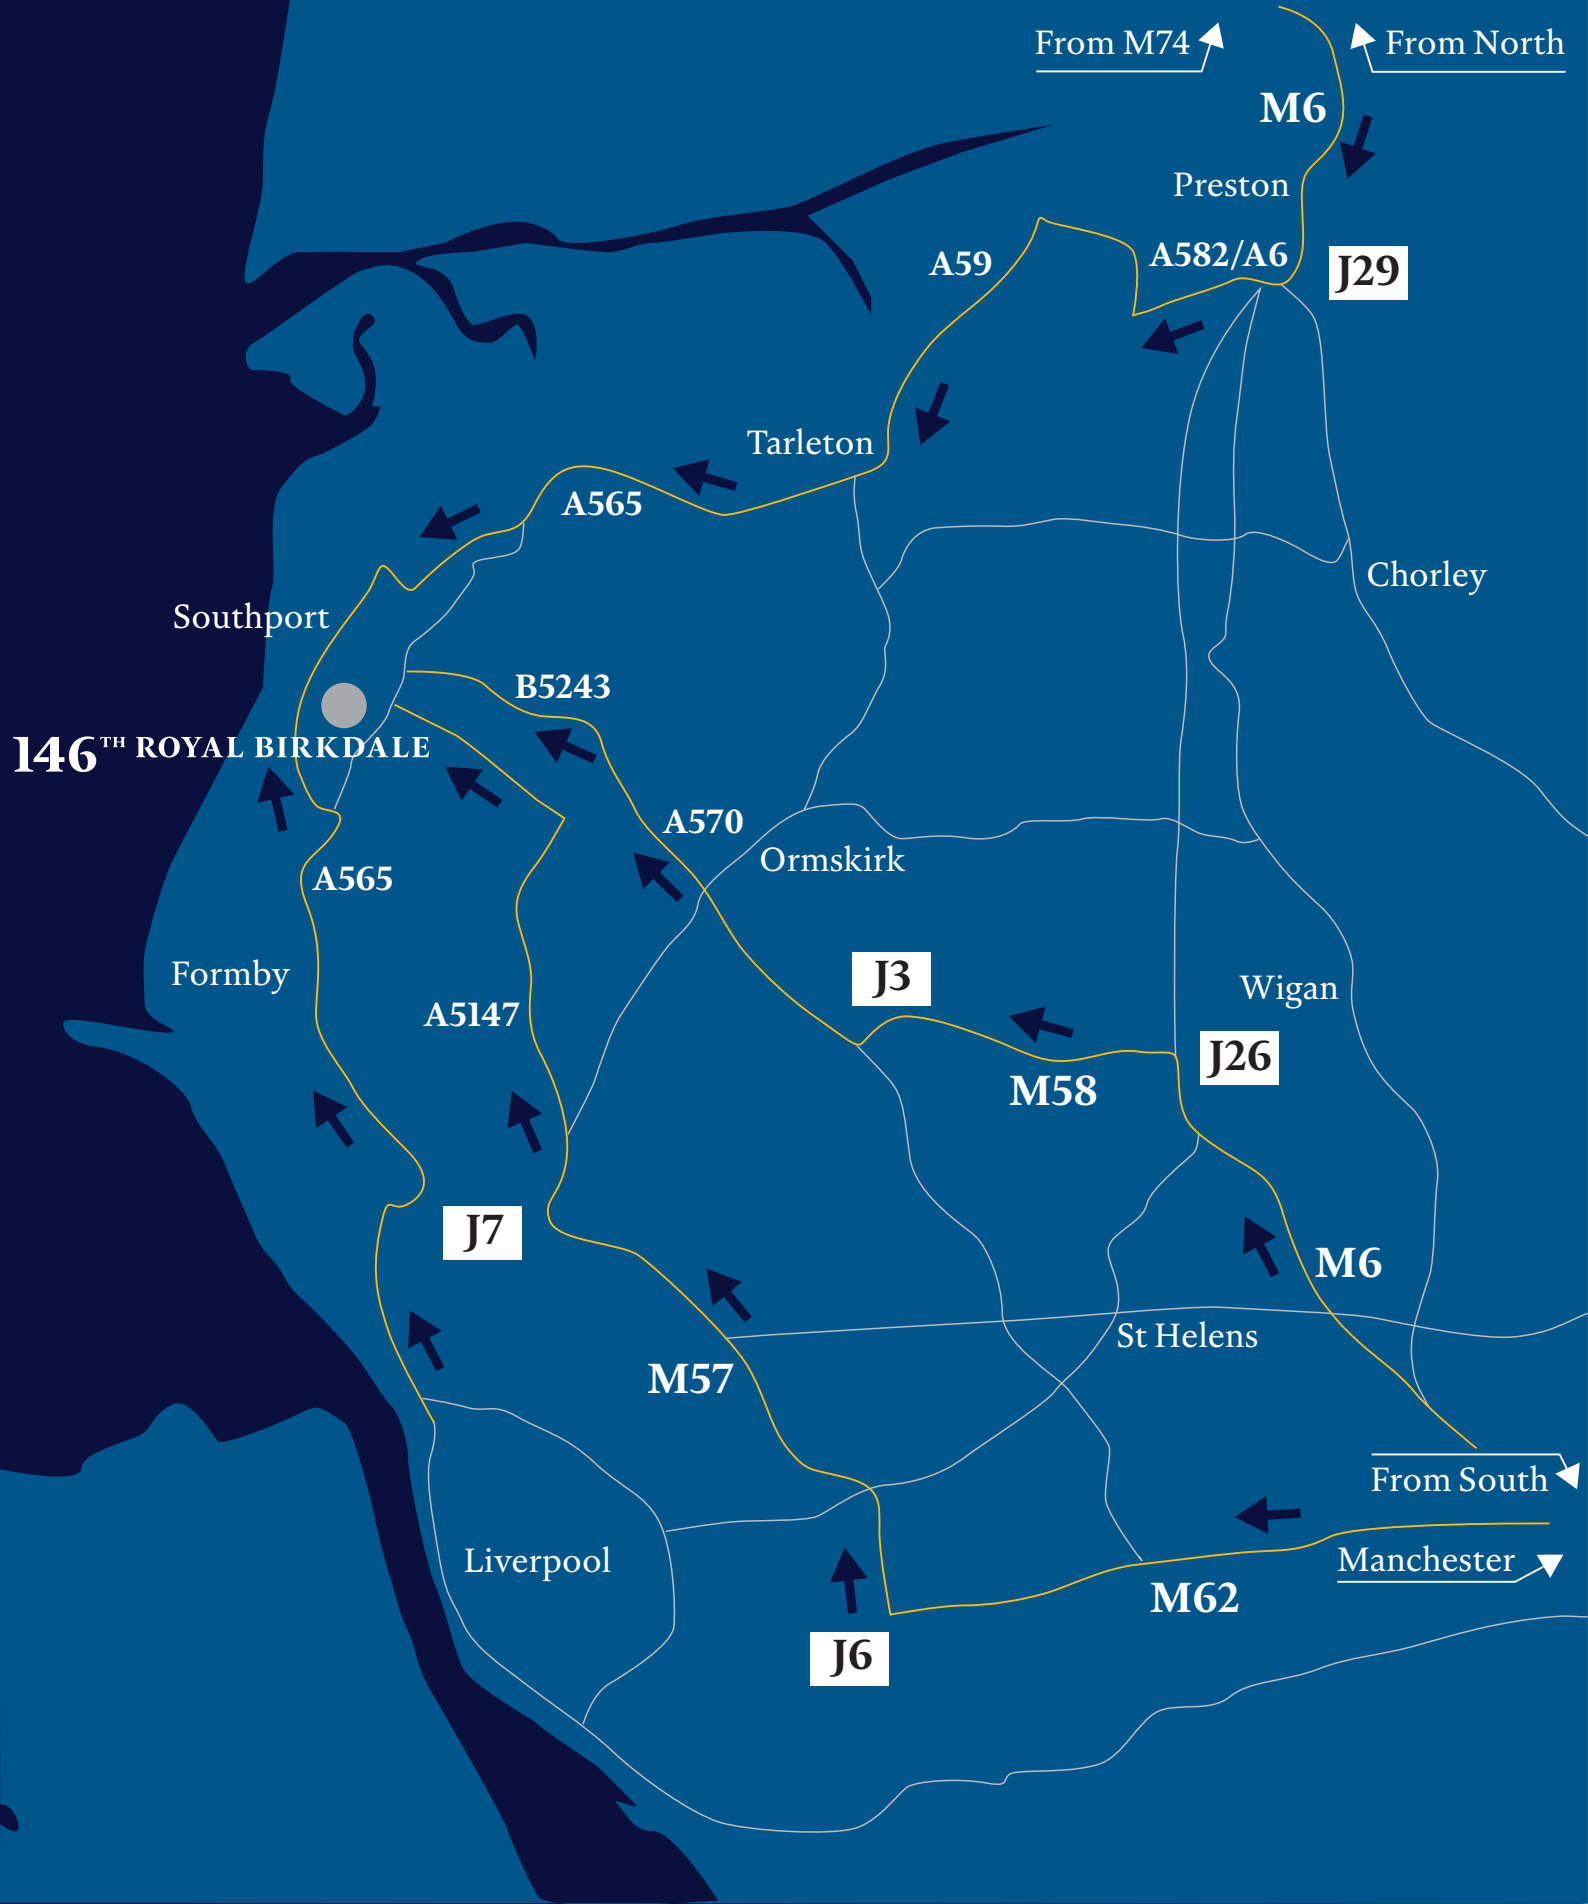 From M74
From North
M6
Preston
A59
A582/A6
J29
Tarleton
A565
Chorley
Southport
B5243
146TH ROYAL BIRKDALE
A570
Ormskirk
A565
Formby
J3
Wigan
A5147
J26
M58
J7
M6
St Helens
M57
From South
Liverpool
Manchester
M62
J6